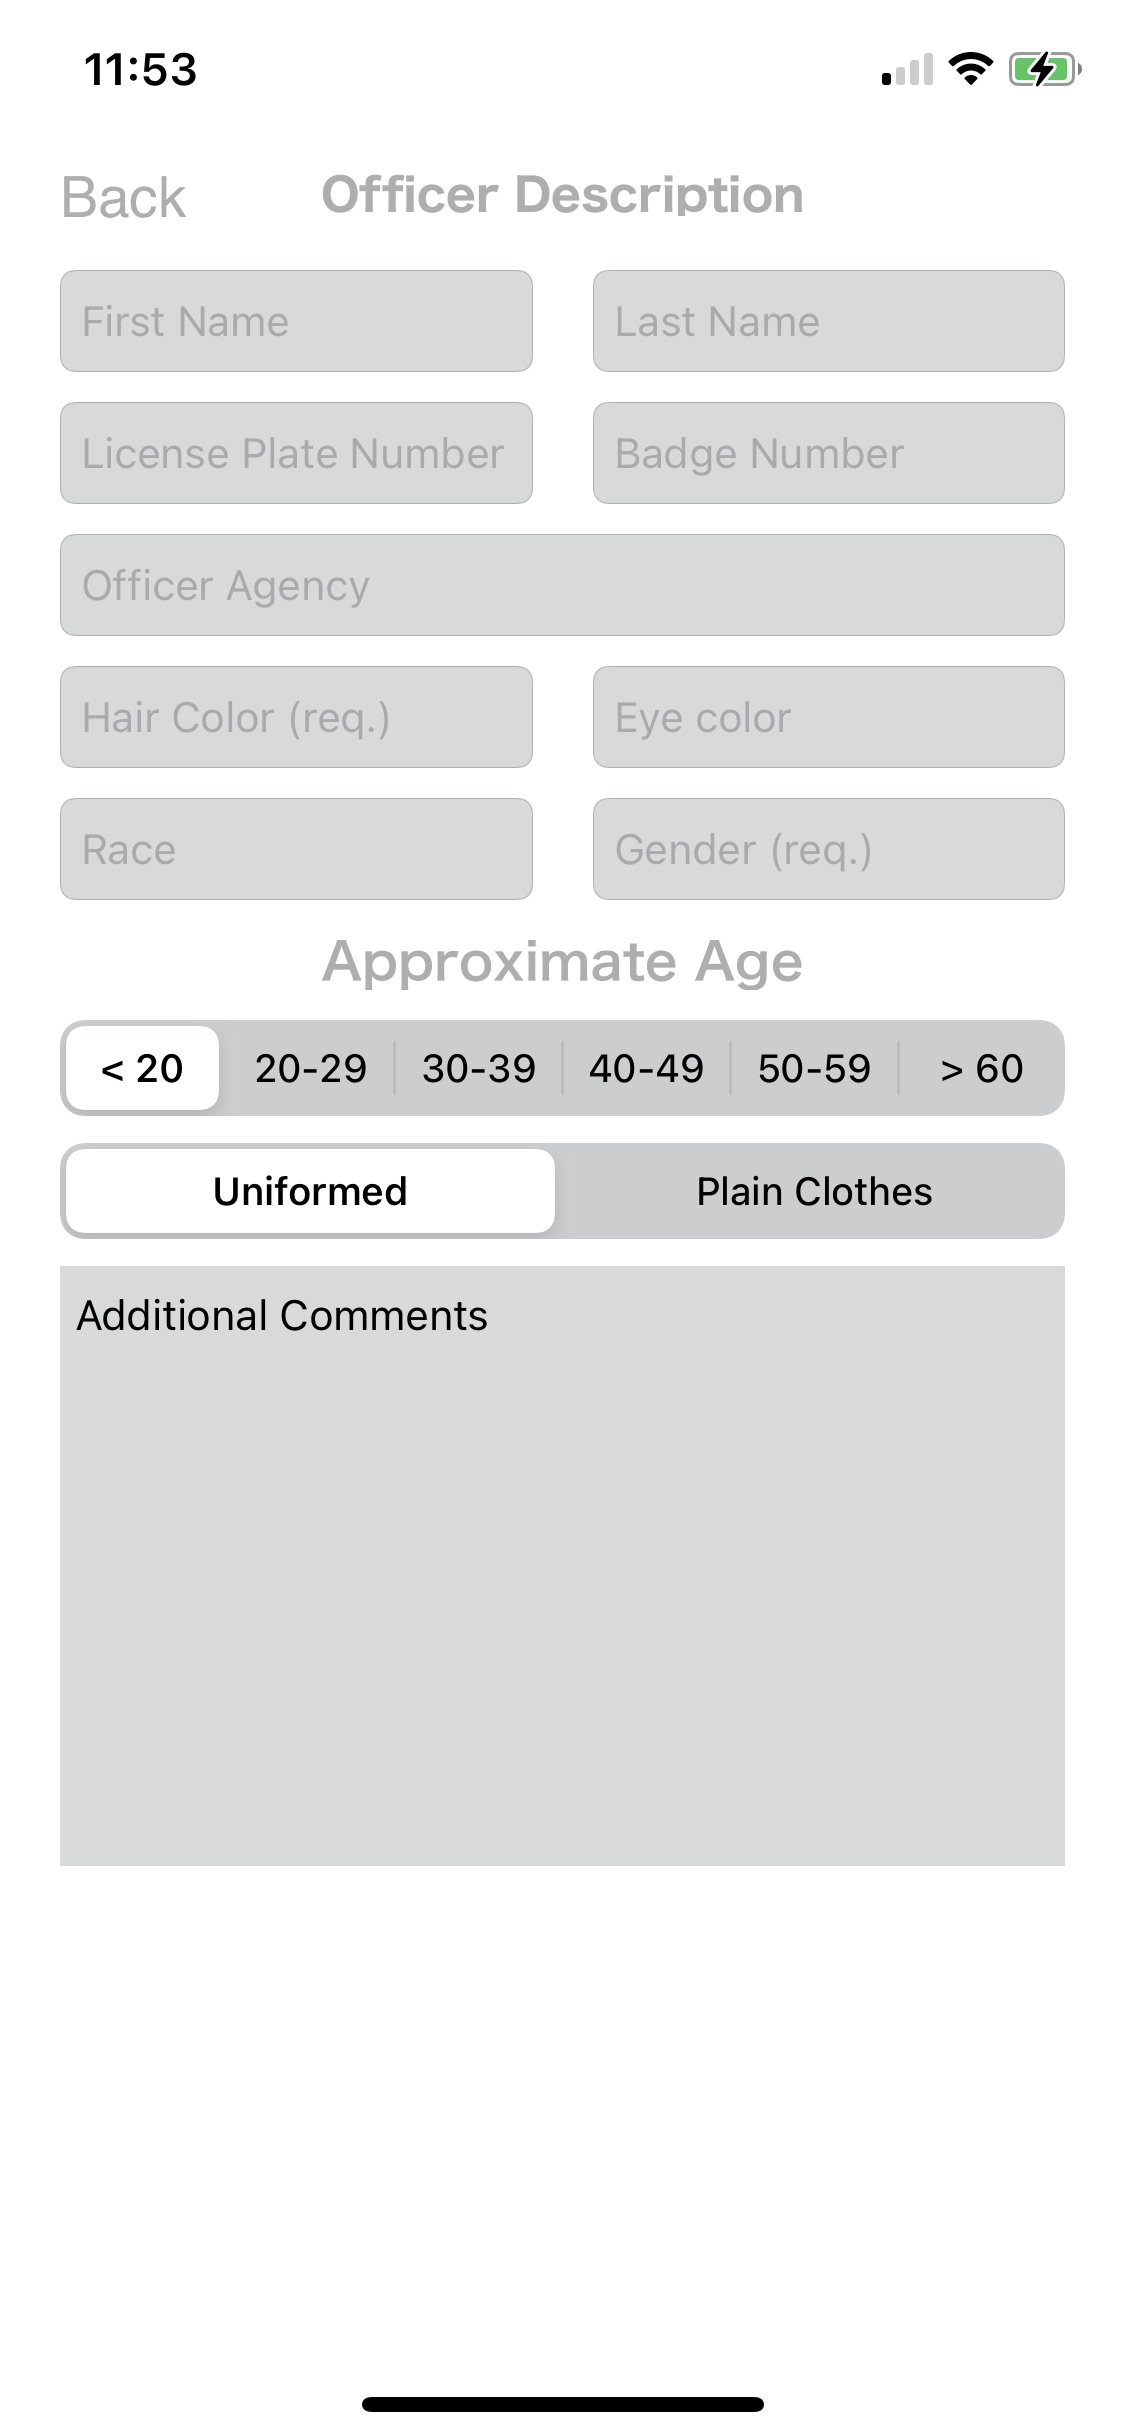 11:53
Back Officer Description
First Name Last Name
License Plate Number Badge Number
Officer Agency
Hair Color (req.) Eye color
Race Gender (req.)
Approximate Age
< 20 20-29 30-39 40-49 50-59 > 60
Uniformed Plain Clothes
Additional Comments